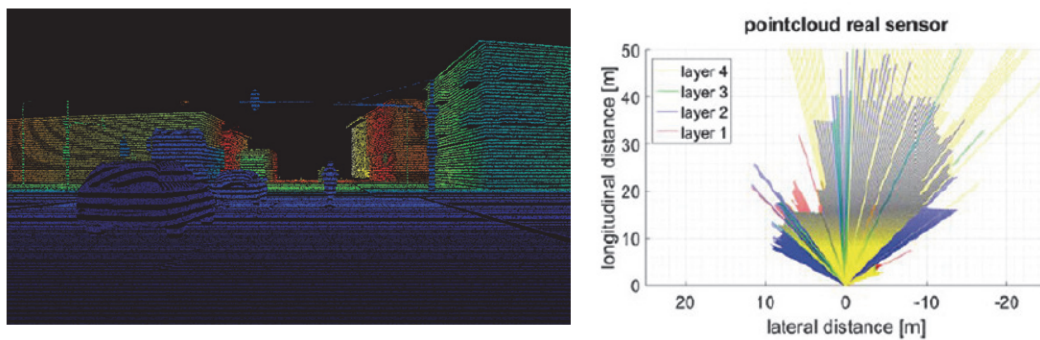 pointcloud real sensor
longitudinal distance [m]
50
40
30
20
10
0
layer 4
layer 3
layer 2
layer 1
20
10
0
-10
-20
lateral distance [m]